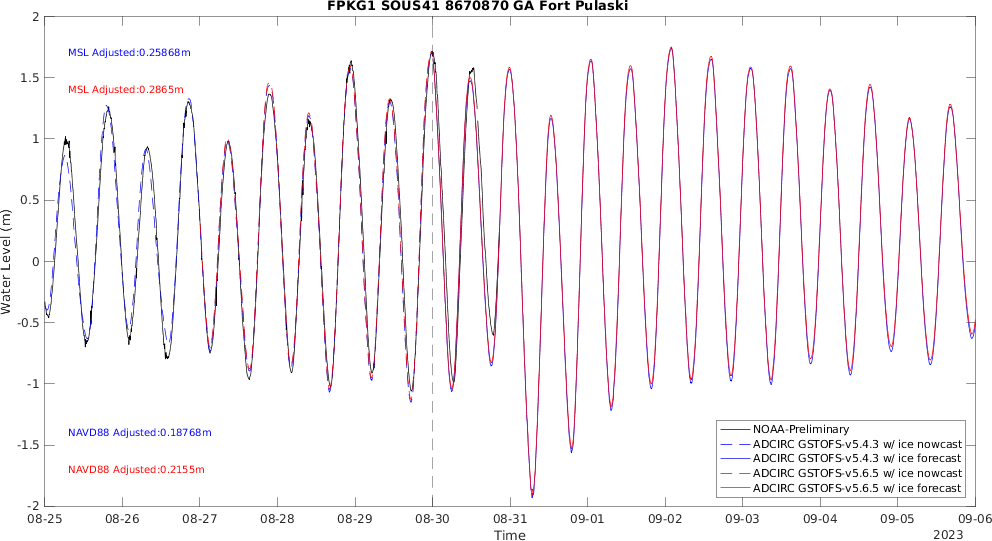 FPKG1 SOUS41 8670870 GA Fort Pulaski
2
1.5
1
0.5
0
-0.5
-1
-1.5
-2
Water Level (m)
MSL Adjusted:0.25868m
MSL Adjusted:0.2865m
NAVD88 Adjusted:0.18768m
NAVD88 Adjusted:0.2155m
NOAA-Preliminary
ADCIRC GSTOFS-v5.4.3 w/ ice nowcast
ADCIRC GSTOFS-v5.4.3 w/ ice forecast
ADCIRC GSTOFS-v5.6.5 w/ ice nowcast
ADCIRC GSTOFS-v5.6.5 w/ ice forecast
08-25 08-26 08-27 08-28 08-29 08-30 08-31 09-01 09-02 09-03 09-04 09-05 09-06
Time
2023